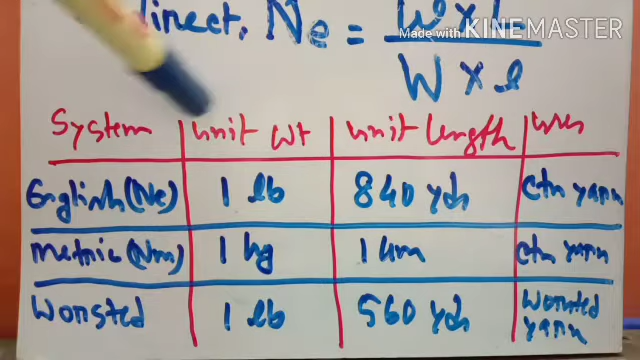 direct, Ne = W x L
W x l
Made with KINEMASTER
System unit Wt unit length uses
English(Ne) 1 lb 840 yds Ctn yarn
Metric(Nm) 1 kg 1 km Ctn yarn
Worsted 1 lb 560 yds Worsted yarn